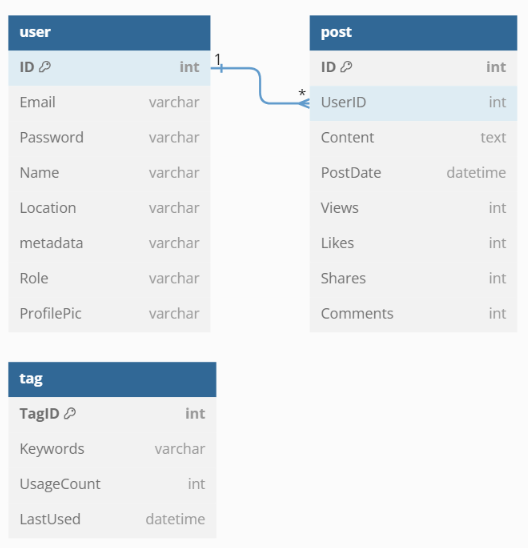 user
ID int
Email varchar
Password varchar
Name varchar
Location varchar
metadata varchar
Role varchar
ProfilePic varchar
1
*
post
ID int
UserID int
Content text
PostDate datetime
Views int
Likes int
Shares int
Comments int
tag
TagID int
Keywords varchar
UsageCount int
LastUsed datetime